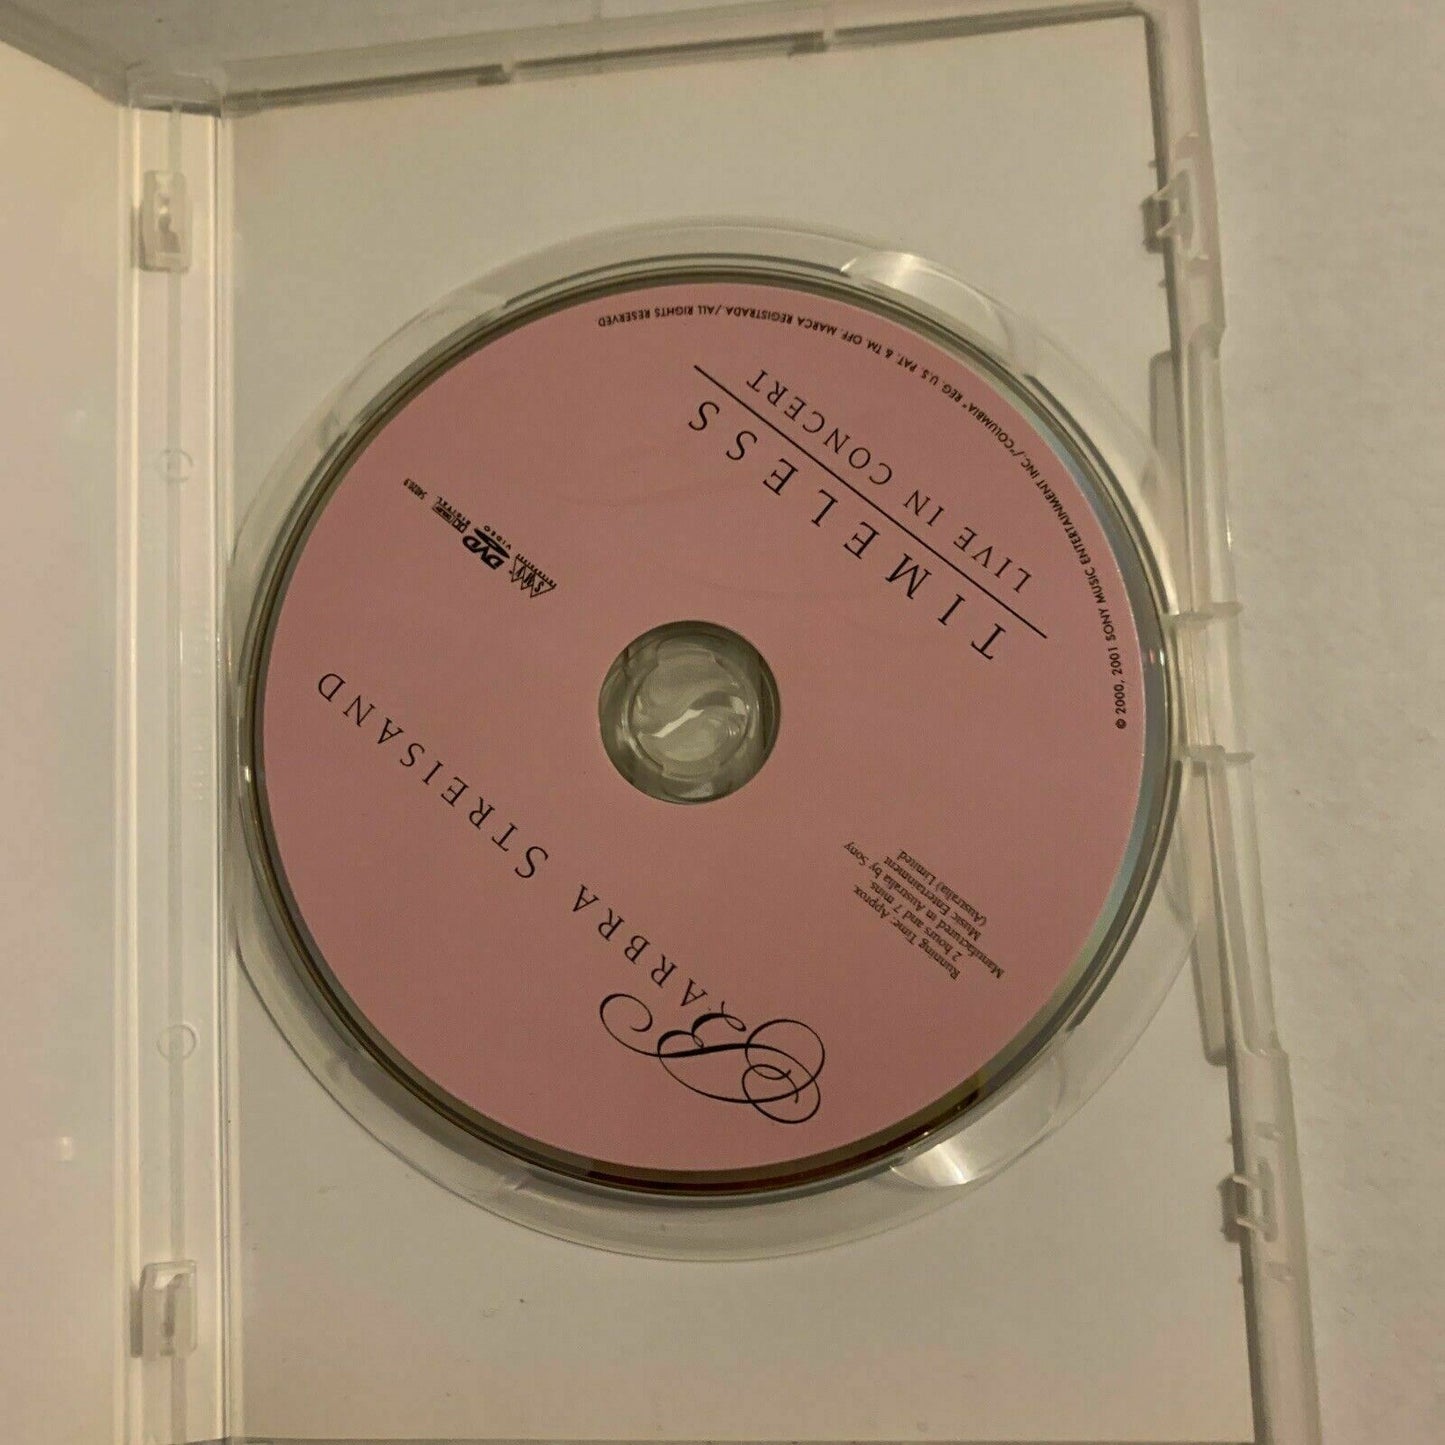 BARBRA STREISAND
TIMELESS
LIVE IN CONCERT
Running Time: Approx.
2 hours and 7 mins.
Manufactured in Australia by Sony
Music Entertainment
(Australia) Limited.
DVD
VIDEO
© 2000, 2001 SONY MUSIC ENTERTAINMENT INC./"COLUMBIA" REG. U.S. PAT. & TM. OFF. MARCA REGISTRADA./ALL RIGHTS RESERVED